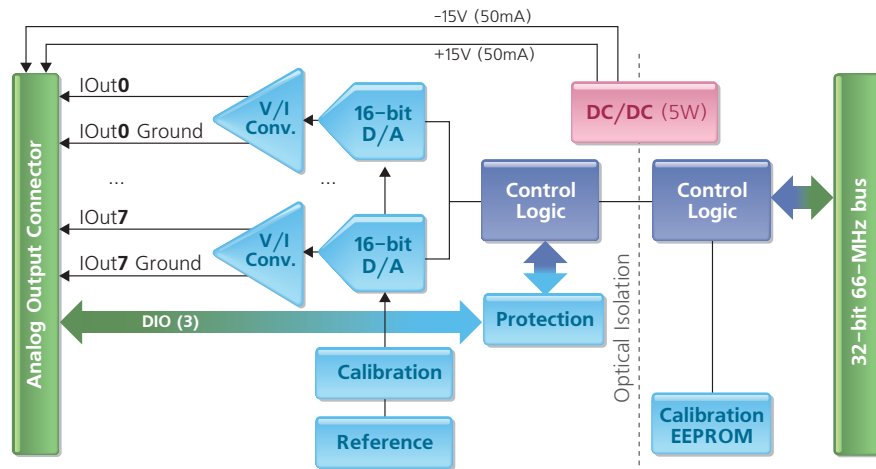 -15V (50mA)
+15V (50mA)
Analog Output Connector
IOut0
IOut0 Ground
...
IOut7
IOut7 Ground
V/I
Conv.
...
V/I
Conv.
16-bit
D/A
16-bit
D/A
DC/DC (5W)
Control
Logic
Control
Logic
32-bit 66-MHz bus
DIO (3)
Protection
Optical Isolation
Calibration
Reference
Calibration
EEPROM